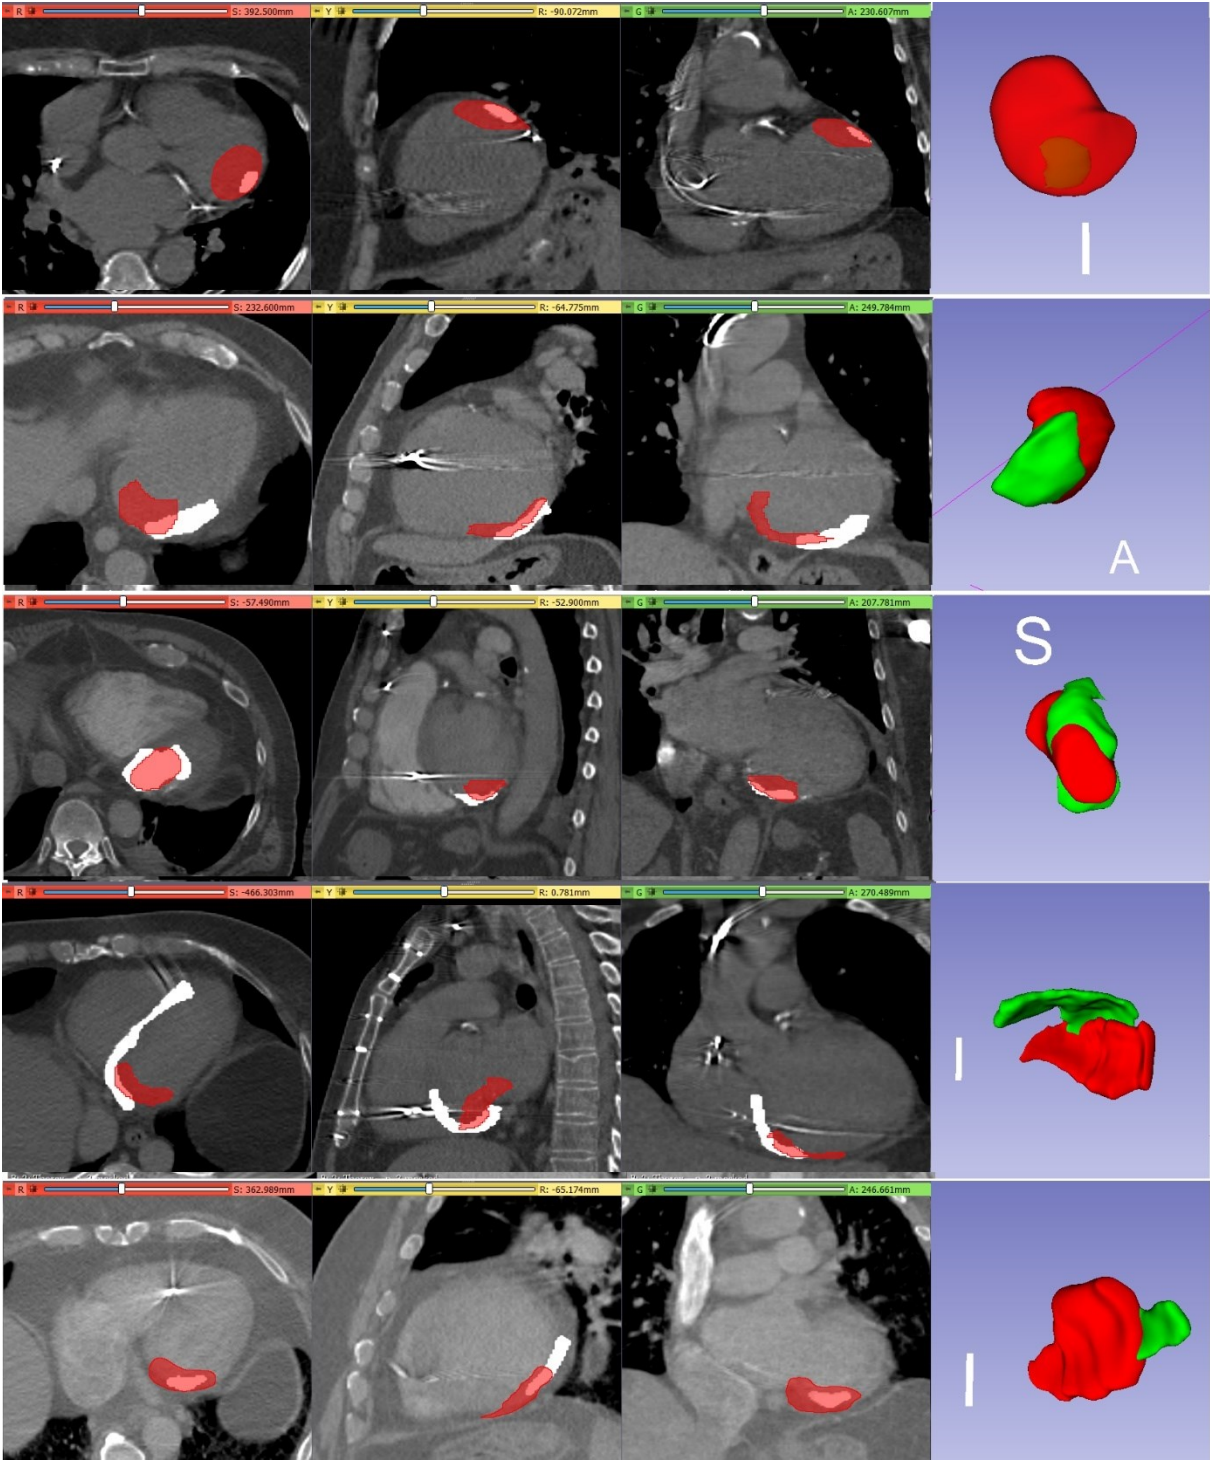 R S: 392.500mm Y R: -90.072mm G A: 230.607mm
I
R S: 232.600mm Y R: -64.775mm G A: 249.784mm
A
R S: -57.490mm Y R: -52.900mm G A: 207.781mm
S
R S: -466.303mm Y R: 0.781mm G A: 270.489mm
I
R S: 362.989mm Y R: -65.174mm G A: 246.661mm
I